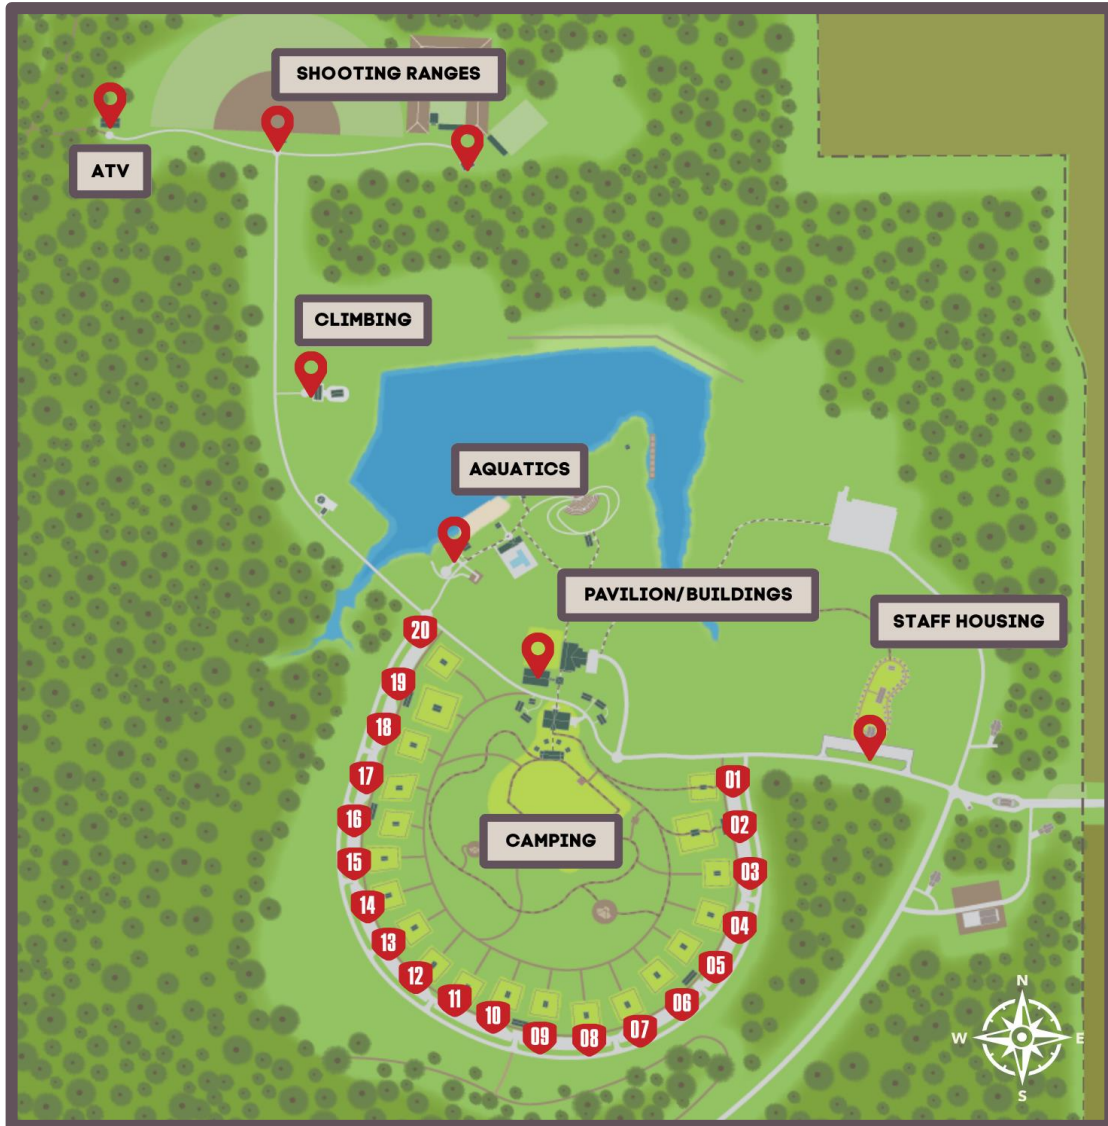 SHOOTING RANGES
ATV
CLIMBING
AQUATICS
PAVILION/BUILDINGS
STAFF HOUSING
20
19
18
17
16
15
14
13
12
11
10
09
08
07
06
05
04
03
02
01
CAMPING
N
W E
S